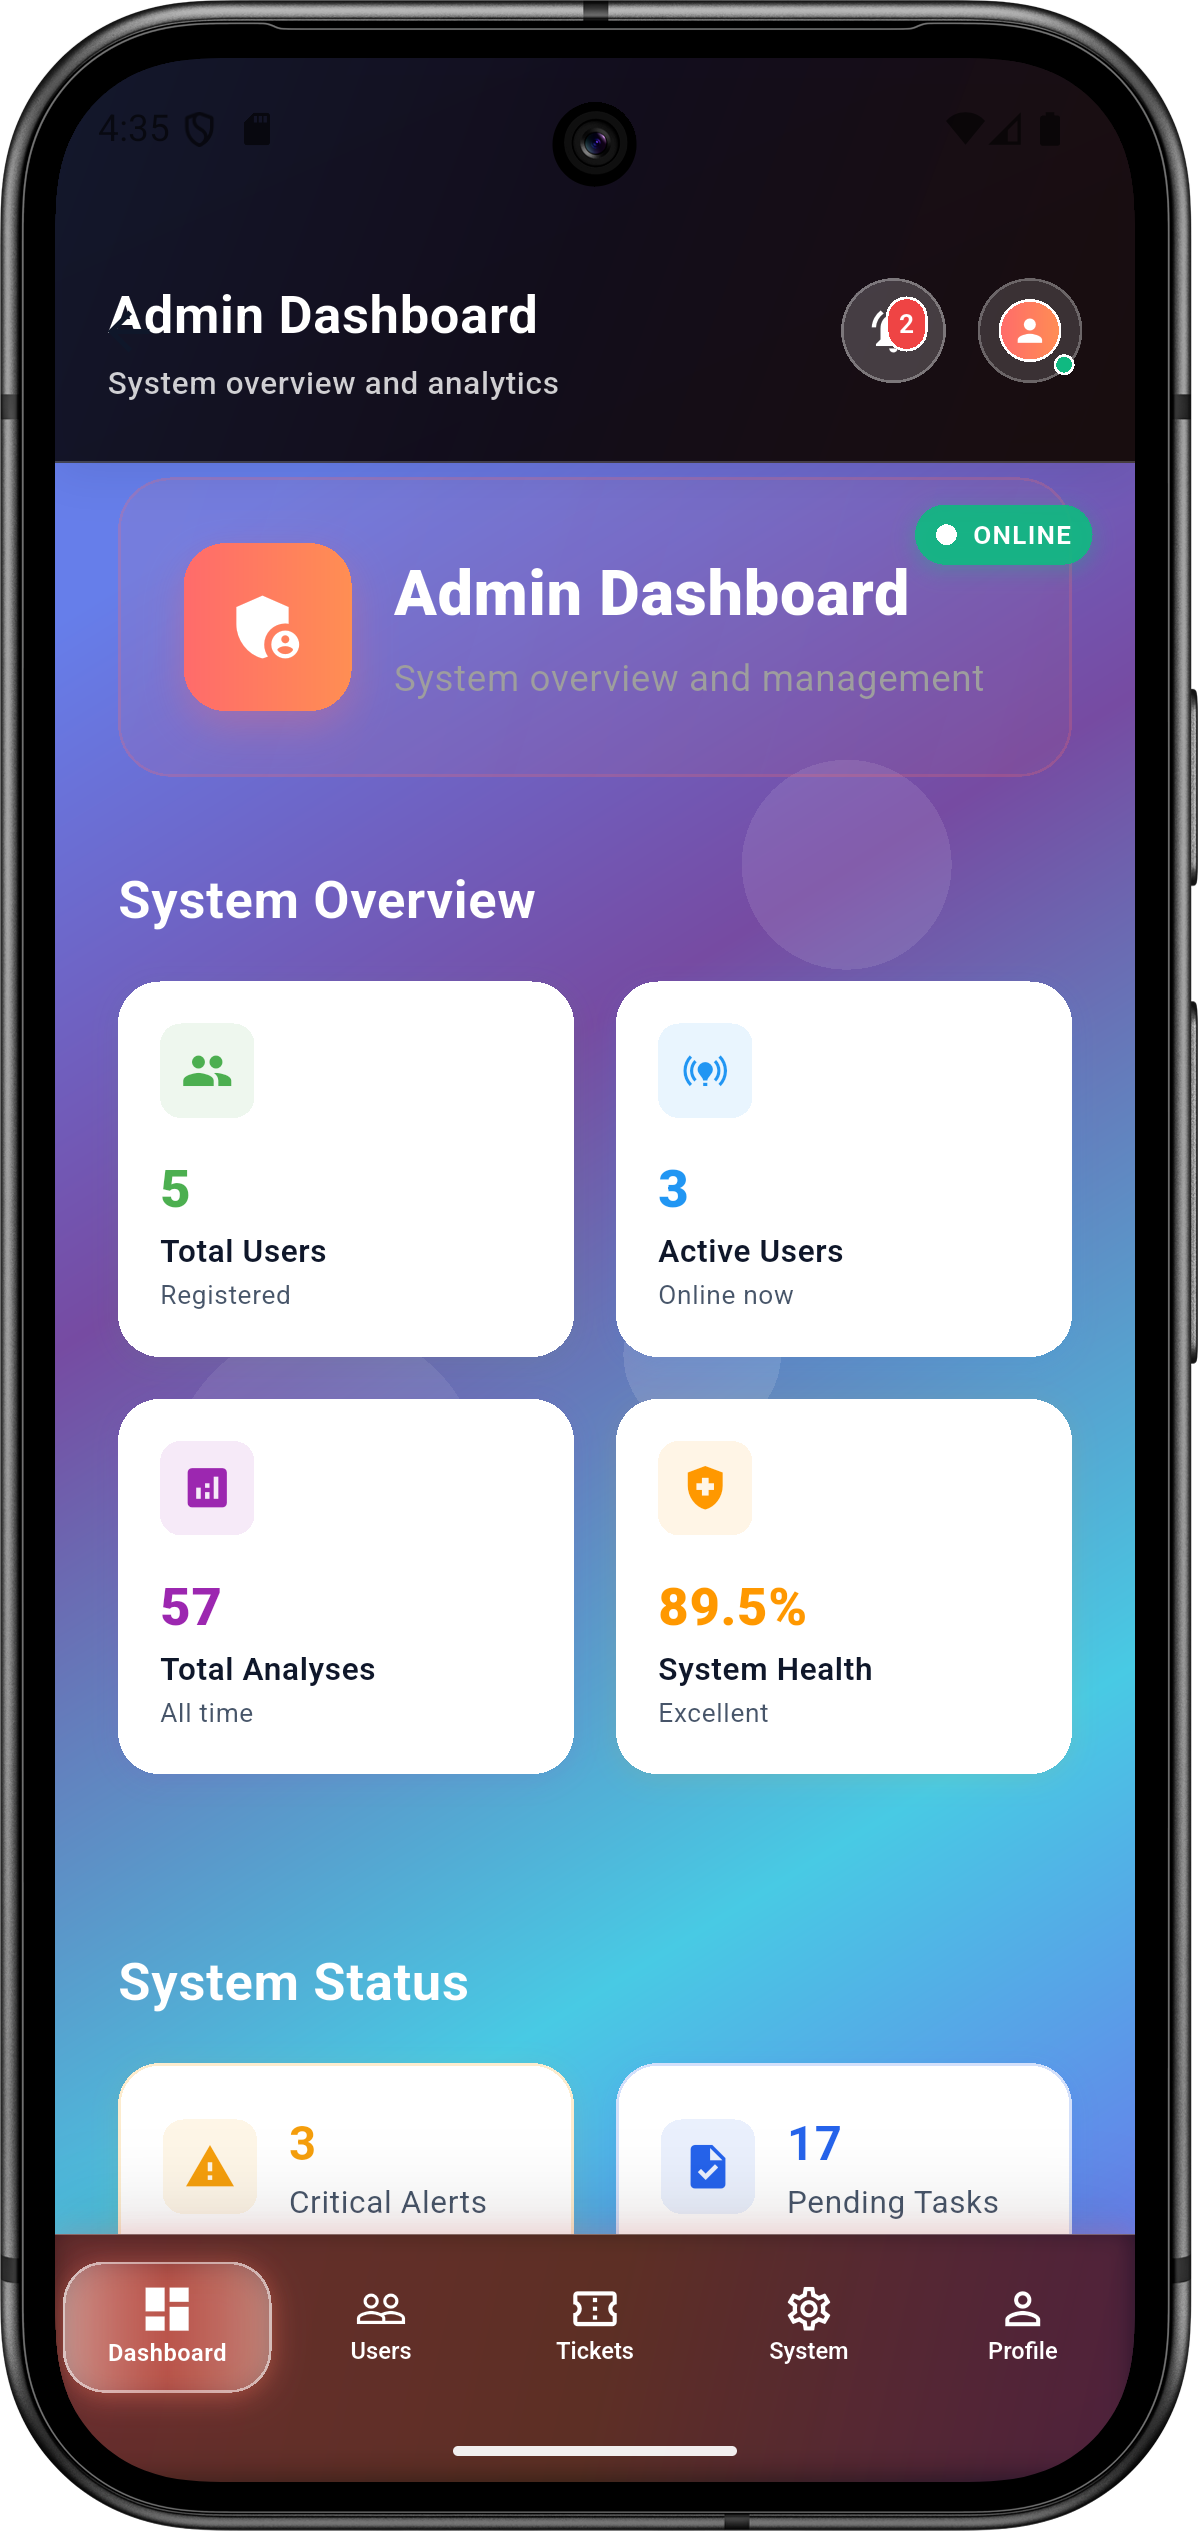 4:35
Admin Dashboard
2
System overview and analytics
ONLINE
Admin Dashboard
System overview and management
System Overview
5
Total Users
Registered
3
Active Users
Online now
57
Total Analyses
All time
89.5%
System Health
Excellent
System Status
3
Critical Alerts
17
Pending Tasks
Dashboard
Users
Tickets
System
Profile